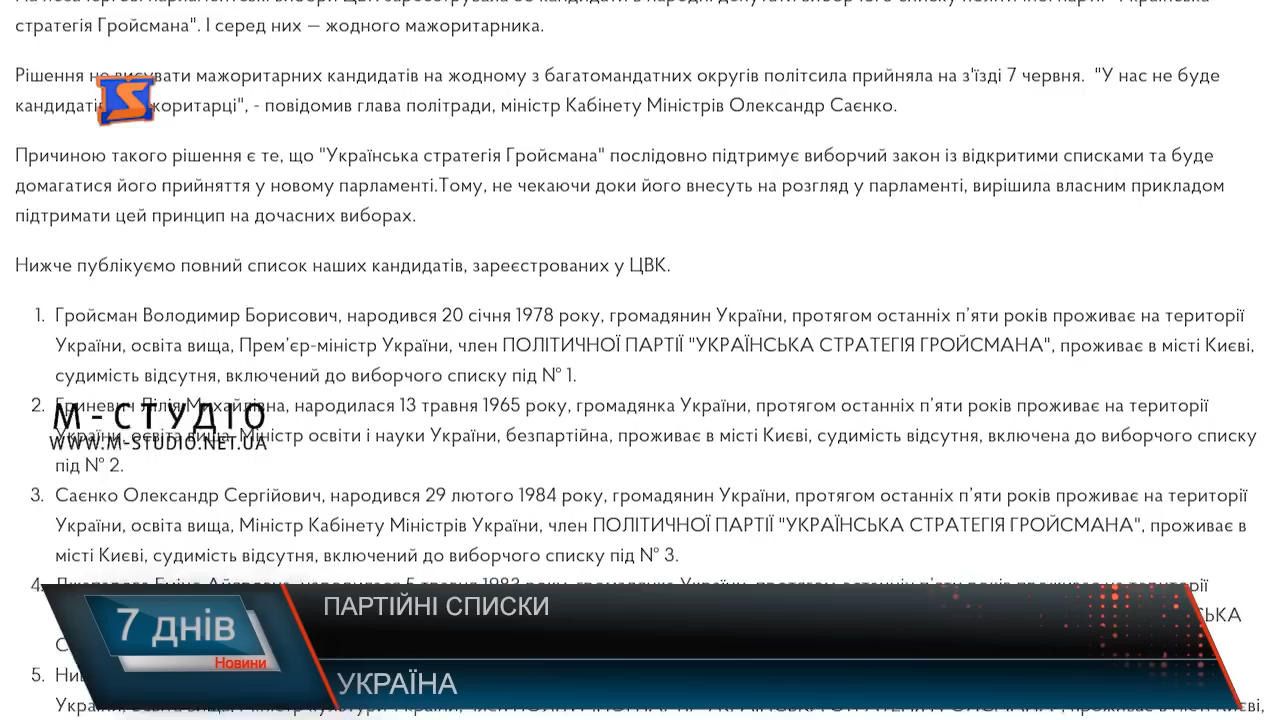 стратегія Гройсмана". І серед них — жодного мажоритарника.
Рішення не висувати мажоритарних кандидатів на жодному з багатомандатних округів політсила прийняла на з'їзді 7 червня. "У нас не буде
кандидатів мажоритарці", - повідомив глава політради, міністр Кабінету Міністрів Олександр Саєнко.
Причиною такого рішення є те, що "Українська стратегія Гройсмана" послідовно підтримує виборчий закон із відкритими списками та буде
домагатися його прийняття у новому парламенті.Тому, не чекаючи доки його внесуть на розгляд у парламенті, вирішила власним прикладом
підтримати цей принцип на дочасних виборах.
Нижче публікуємо повний список наших кандидатів, зареєстрованих у ЦВК.
1. Гройсман Володимир Борисович, народився 20 січня 1978 року, громадянин України, протягом останніх п’яти років проживає на території
України, освіта вища, Прем’єр-міністр України, член ПОЛІТИЧНОЇ ПАРТІЇ "УКРАЇНСЬКА СТРАТЕГІЯ ГРОЙСМАНА", проживає в місті Києві,
судимість відсутня, включений до виборчого списку під № 1.
2. Гриневич Лілія Михайлівна, народилася 13 травня 1965 року, громадянка України, протягом останніх п’яти років проживає на території
М - СТУДІО
України, освіта вища, Міністр освіти і науки України, безпартійна, проживає в місті Києві, судимість відсутня, включена до виборчого списку
WWW.M-STUDIO.NET.UA
під № 2.
3. Саєнко Олександр Сергійович, народився 29 лютого 1984 року, громадянин України, протягом останніх п’яти років проживає на території
України, освіта вища, Міністр Кабінету Міністрів України, член ПОЛІТИЧНОЇ ПАРТІЇ "УКРАЇНСЬКА СТРАТЕГІЯ ГРОЙСМАНА", проживає в
місті Києві, судимість відсутня, включений до виборчого списку під № 3.
4.
ПАРТІЙНІ СПИСКИ
7 днів
Новини
5.
УКРАЇНА